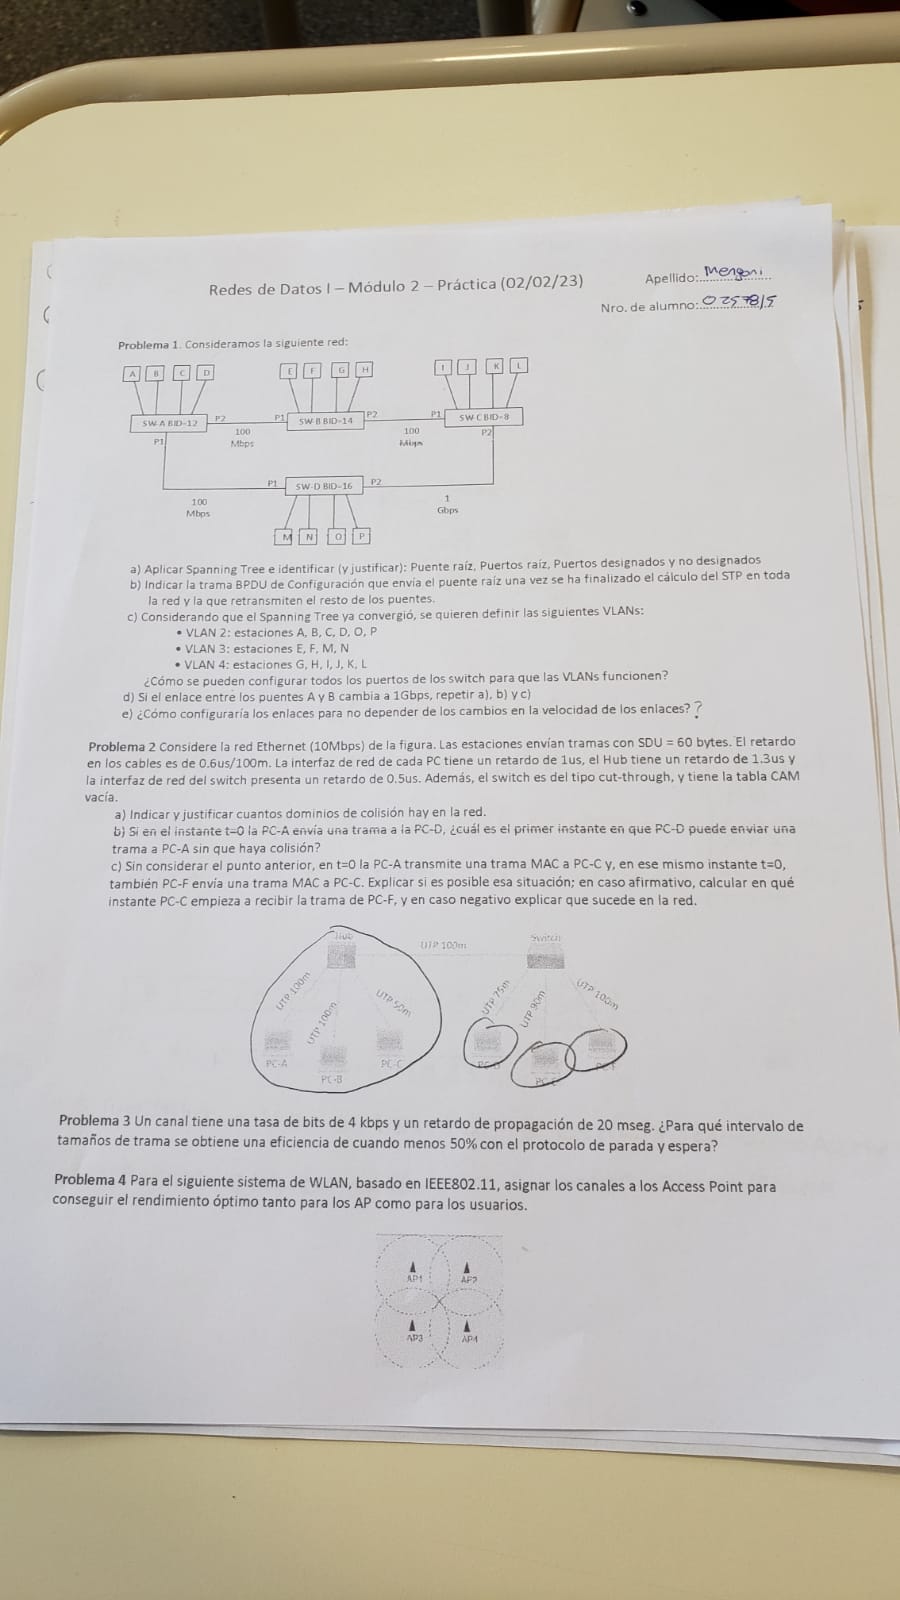 Redes de Datos I – Módulo 2 – Práctica (02/02/23)
Apellido: Mengoni
Nro. de alumno: 02578/5
Problema 1. Consideramos la siguiente red:
A B C D E F G H I J K L
SW-A BID-12 P2 P1 SW-B BID-14 P2 P1 SW-C BID-8
100 Mbps
100 Mbps
P1 P2
P1 SW-D BID-16 P2
100 Mbps
1 Gbps
M N O P
a) Aplicar Spanning Tree e identificar (y justificar): Puente raíz, Puertos raíz, Puertos designados y no designados
b) Indicar la trama BPDU de Configuración que envía el puente raíz una vez se ha finalizado el cálculo del STP en toda
la red y la que retransmiten el resto de los puentes.
c) Considerando que el Spanning Tree ya convergió, se quieren definir las siguientes VLANs:
• VLAN 2: estaciones A, B, C, D, O, P
• VLAN 3: estaciones E, F, M, N
• VLAN 4: estaciones G, H, I, J, K, L
¿Cómo se pueden configurar todos los puertos de los switch para que las VLANs funcionen?
d) Si el enlace entre los puentes A y B cambia a 1Gbps, repetir a), b) y c)
e) ¿Cómo configuraría los enlaces para no depender de los cambios en la velocidad de los enlaces? ?
Problema 2 Considere la red Ethernet (10Mbps) de la figura. Las estaciones envían tramas con SDU = 60 bytes. El retardo
en los cables es de 0.6us/100m. La interfaz de red de cada PC tiene un retardo de 1us, el Hub tiene un retardo de 1.3us y
la interfaz de red del switch presenta un retardo de 0.5us. Además, el switch es del tipo cut-through, y tiene la tabla CAM
vacía.
a) Indicar y justificar cuantos dominios de colisión hay en la red.
b) Si en el instante t=0 la PC-A envía una trama a la PC-D, ¿cuál es el primer instante en que PC-D puede enviar una
trama a PC-A sin que haya colisión?
c) Sin considerar el punto anterior, en t=0 la PC-A transmite una trama MAC a PC-C y, en ese mismo instante t=0,
también PC-F envía una trama MAC a PC-C. Explicar si es posible esa situación; en caso afirmativo, calcular en qué
instante PC-C empieza a recibir la trama de PC-F, y en caso negativo explicar que sucede en la red.
Hub UTP 100m Switch
UTP 100m UTP 100m UTP 50m UTP 75m UTP 90m UTP 100m
PC-A PC-B PC-C
Problema 3 Un canal tiene una tasa de bits de 4 kbps y un retardo de propagación de 20 mseg. ¿Para qué intervalo de
tamaños de trama se obtiene una eficiencia de cuando menos 50% con el protocolo de parada y espera?
Problema 4 Para el siguiente sistema de WLAN, basado en IEEE802.11, asignar los canales a los Access Point para
conseguir el rendimiento óptimo tanto para los AP como para los usuarios.
AP1 AP2
AP3 AP4